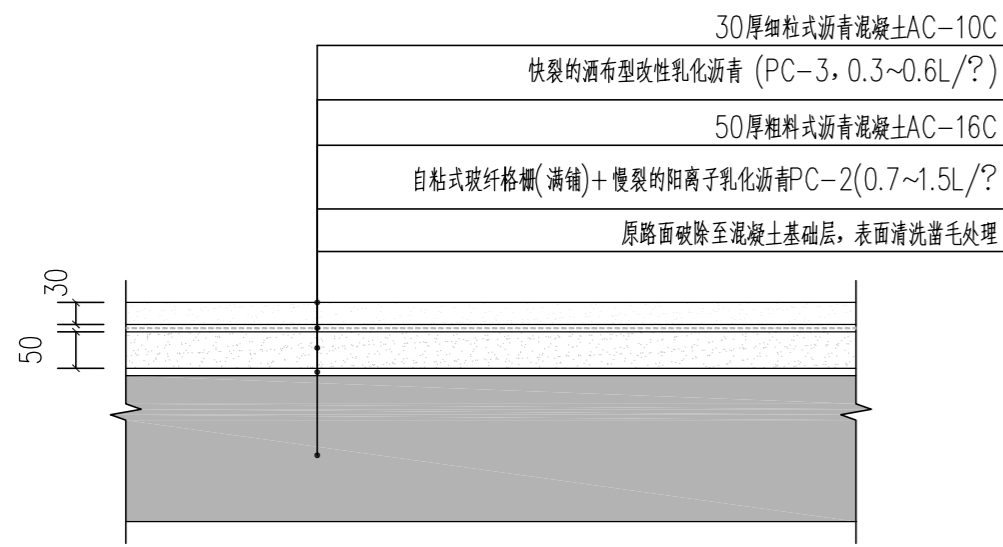 30厚细粒式沥青混凝土AC-10C
快裂的洒布型改性乳化沥青 (PC-3, 0.3~0.6L/?)
50厚粗料式沥青混凝土AC-16C
自粘式玻纤格栅(满铺)+慢裂的阳离子乳化沥青PC-2(0.7~1.5L/?
原路面破除至混凝土基础层, 表面清洗凿毛处理
30
50